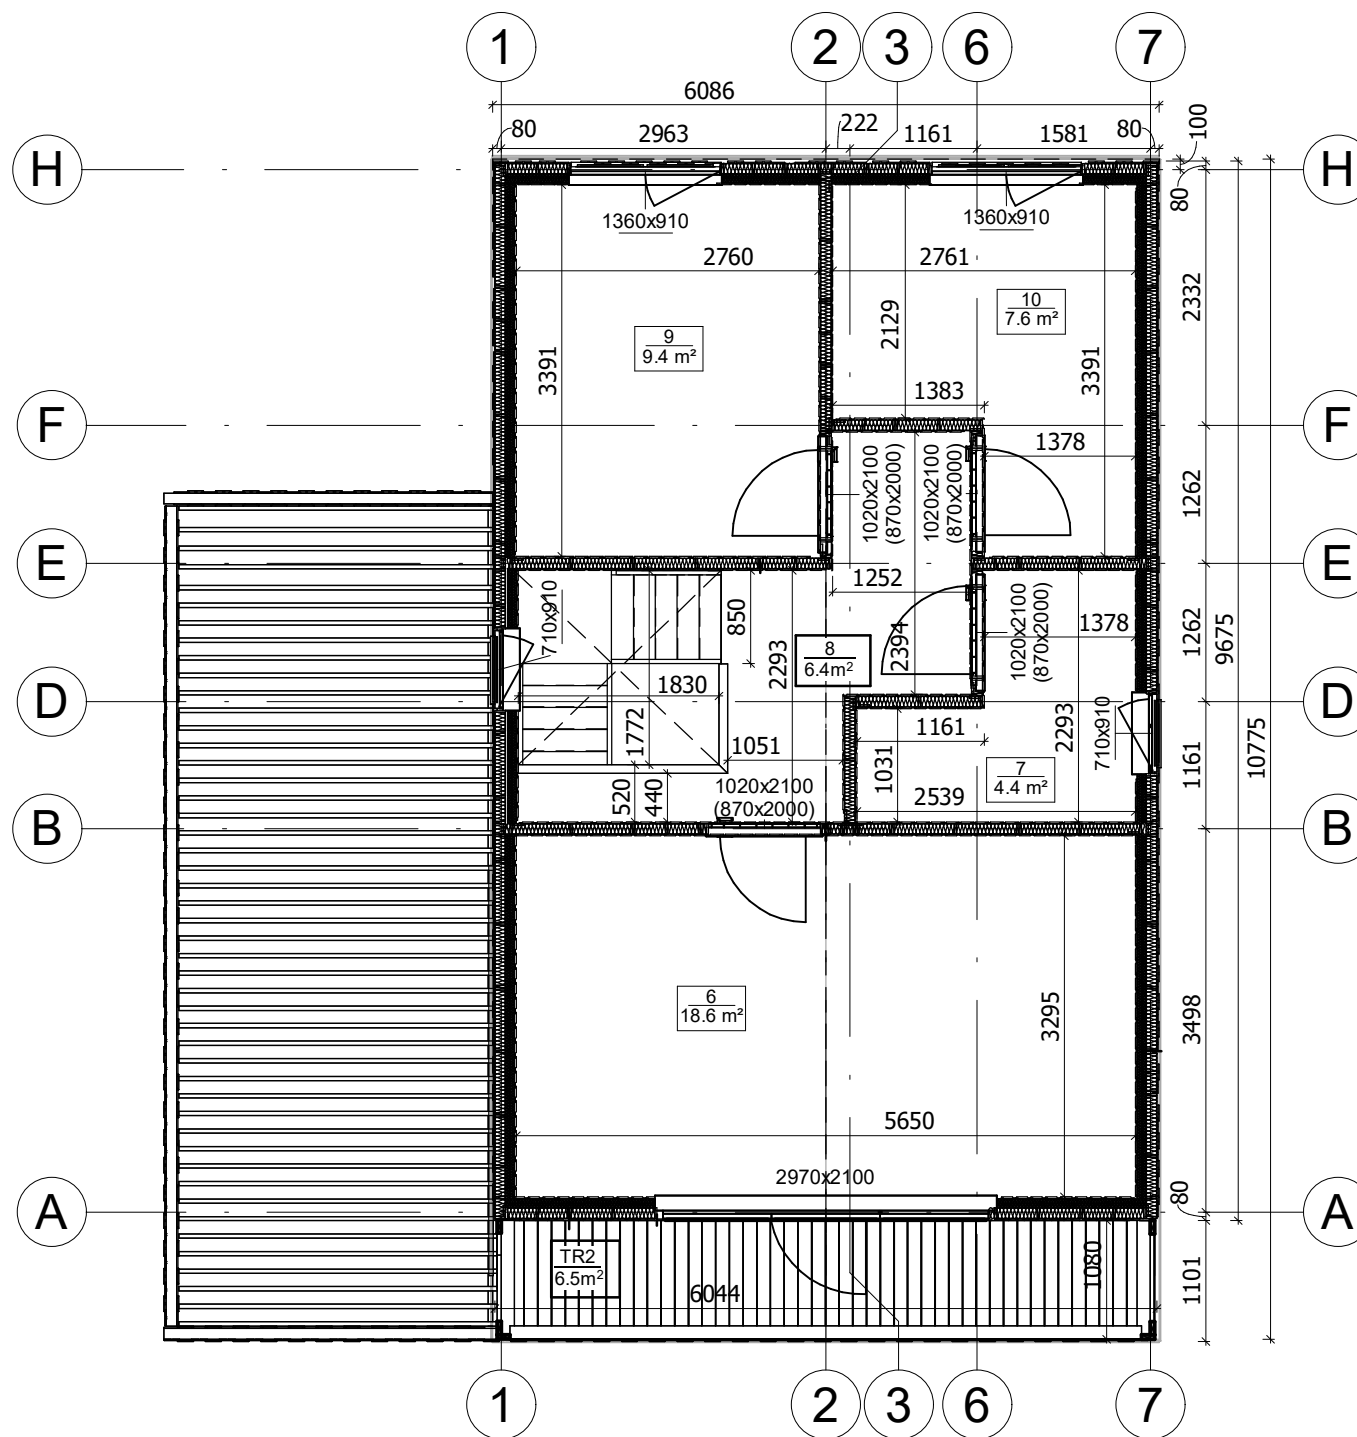 1
2
3
6
7
6086
80
2963
222
1161
1581
80
100
H
H
80
1360x910
1360x910
2760
2761
2332
10
7.6 m²
2129
9
9.4 m²
3391
3391
1383
F
F
1378
1020x2100
(870x2000)
1020x2100
(870x2000)
1262
E
E
1252
710x910
850
1020x2100
(870x2000)
1378
1262
9675
2293
8
6.4m²
2394
1830
D
D
1772
1051
1161
2293
710x910
10775
1161
7
4.4 m²
1031
520
440
1020x2100
(870x2000)
2539
B
B
6
18.6 m²
3295
3498
5650
2970x2100
80
A
A
TR2
6.5m²
6044
1080
1101
1
2
3
6
7